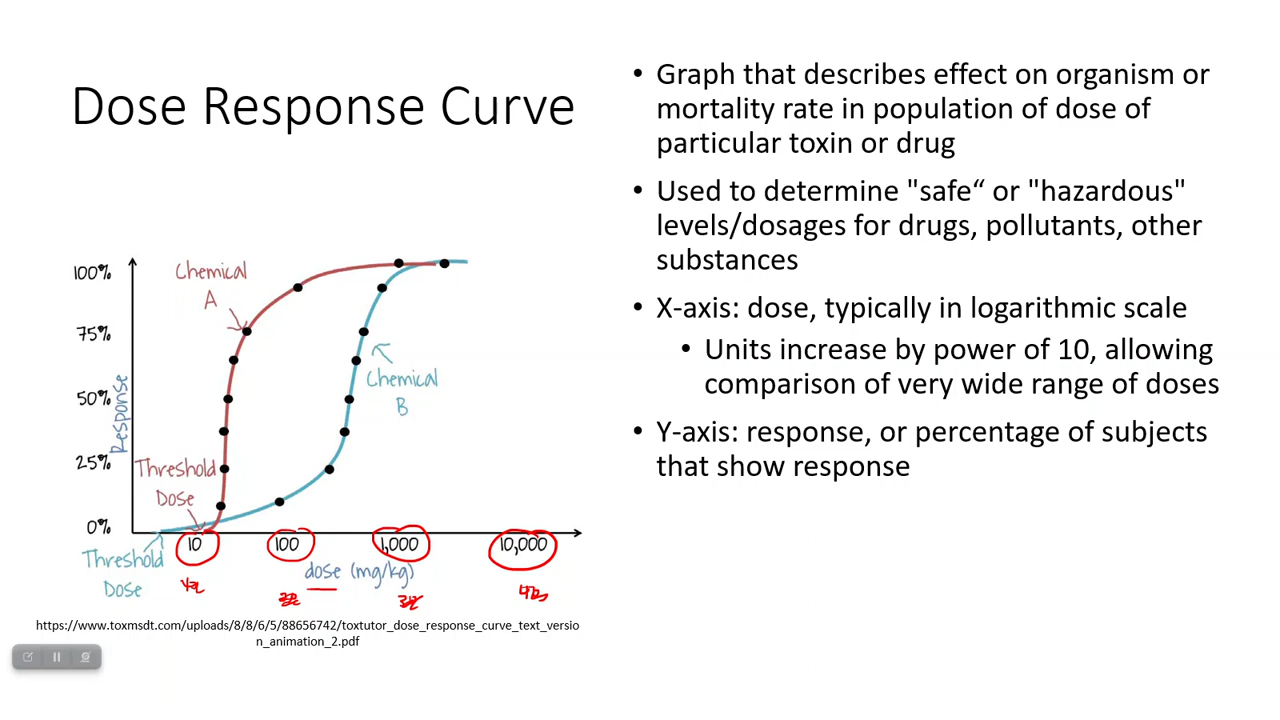 Dose Response Curve
• Graph that describes effect on organism or
mortality rate in population of dose of
particular toxin or drug
• Used to determine "safe“ or "hazardous"
levels/dosages for drugs, pollutants, other
substances
• X-axis: dose, typically in logarithmic scale
• Units increase by power of 10, allowing
comparison of very wide range of doses
• Y-axis: response, or percentage of subjects
that show response
100%
75%
50%
25%
0%
Response
Chemical
A
Chemical
B
Threshold
Dose
Threshold
Dose
10 100 1,000 10,000
dose (mg/kg)
https://www.toxmsdt.com/uploads/8/8/6/5/88656742/toxtutor_dose_response_curve_text_versio
n_animation_2.pdf